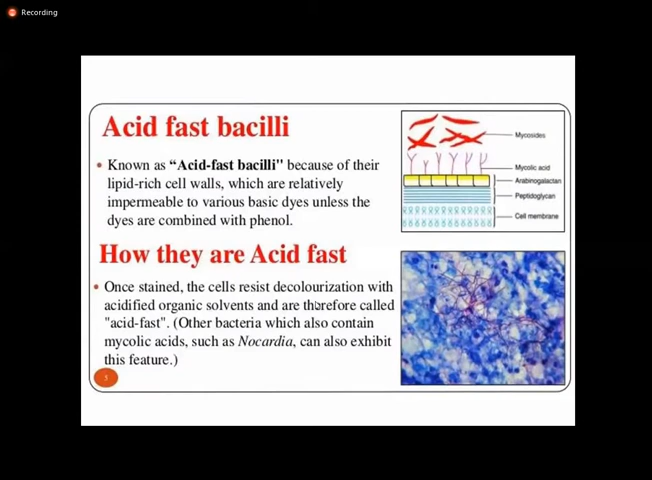 Recording
Acid fast bacilli
• Known as “Acid-fast bacilli" because of their
lipid-rich cell walls, which are relatively
impermeable to various basic dyes unless the
dyes are combined with phenol.
How they are Acid fast
• Once stained, the cells resist decolourization with
acidified organic solvents and are therefore called
"acid-fast". (Other bacteria which also contain
mycolic acids, such as Nocardia, can also exhibit
this feature.)
5
Mycosides
Mycolic acid
Arabinogalactan
Peptidoglycan
Cell membrane